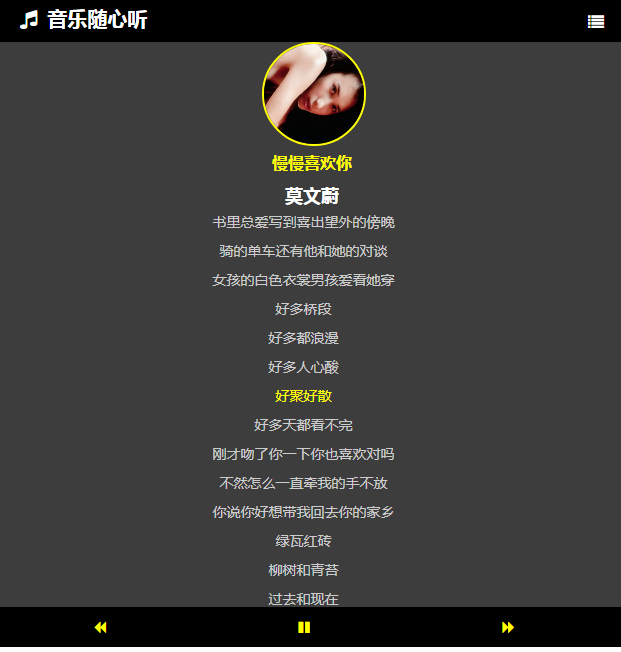 音乐随心听
慢慢喜欢你
莫文蔚
书里总爱写到喜出望外的傍晚
骑的单车还有他和她的对谈
女孩的白色衣裳男孩爱看她穿
好多桥段
好多都浪漫
好多人心酸
好聚好散
好多天都看不完
刚才吻了你一下你也喜欢对吗
不然怎么一直牵我的手不放
你说你好想带我回去你的家乡
绿瓦红砖
柳树和青苔
过去和现在